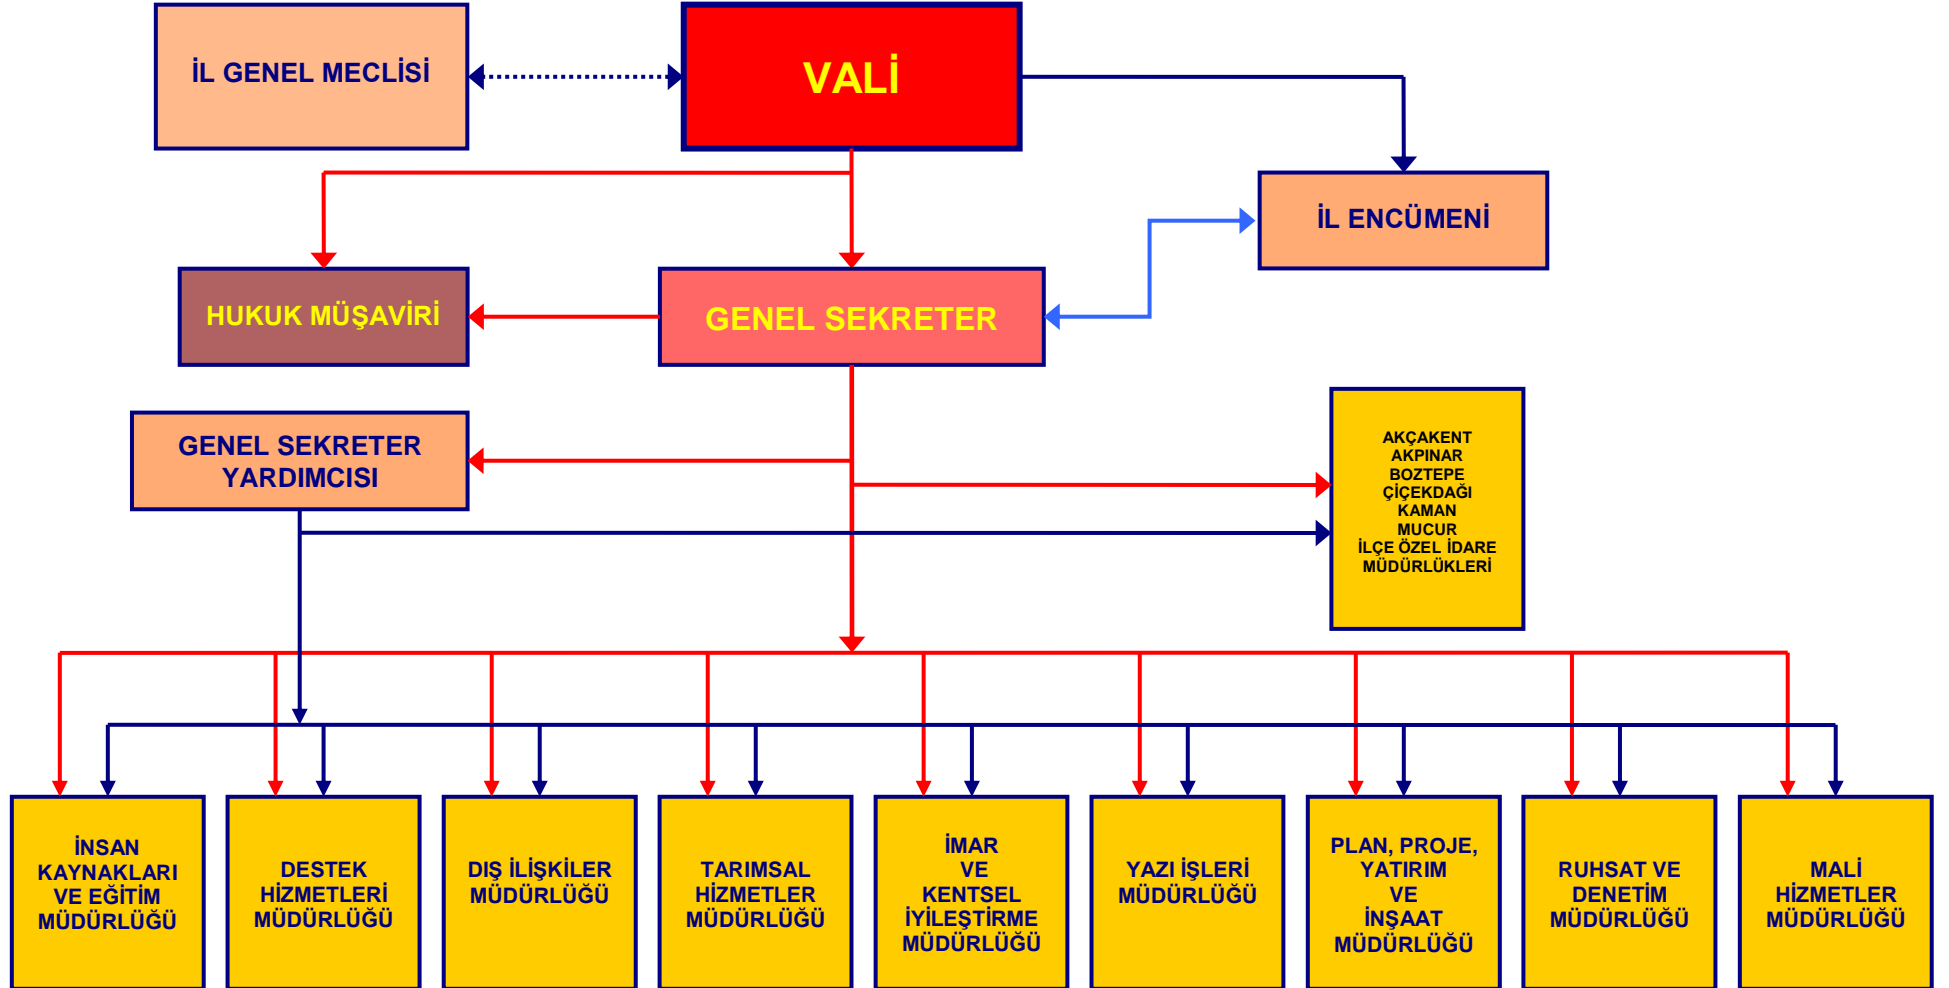 İL GENEL MECLİSİ
VALİ
İL ENCÜMENİ
HUKUK MÜŞAVİRİ
GENEL SEKRETER
GENEL SEKRETER
YARDIMCISI
AKÇAKENT
AKPINAR
BOZTEPE
ÇİÇEKDAĞI
KAMAN
MUCUR
İLÇE ÖZEL İDARE
MÜDÜRLÜKLERİ
İNSAN
KAYNAKLARI
VE EĞİTİM
MÜDÜRLÜĞÜ
DESTEK
HİZMETLERİ
MÜDÜRLÜĞÜ
DIŞ İLİŞKİLER
MÜDÜRLÜĞÜ
TARIMSAL
HİZMETLER
MÜDÜRLÜĞÜ
İMAR
VE
KENTSEL
İYİLEŞTİRME
MÜDÜRLÜĞÜ
YAZI İŞLERİ
MÜDÜRLÜĞÜ
PLAN, PROJE,
YATIRIM
VE
İNŞAAT
MÜDÜRLÜĞÜ
RUHSAT VE
DENETİM
MÜDÜRLÜĞÜ
MALİ
HİZMETLER
MÜDÜRLÜĞÜ